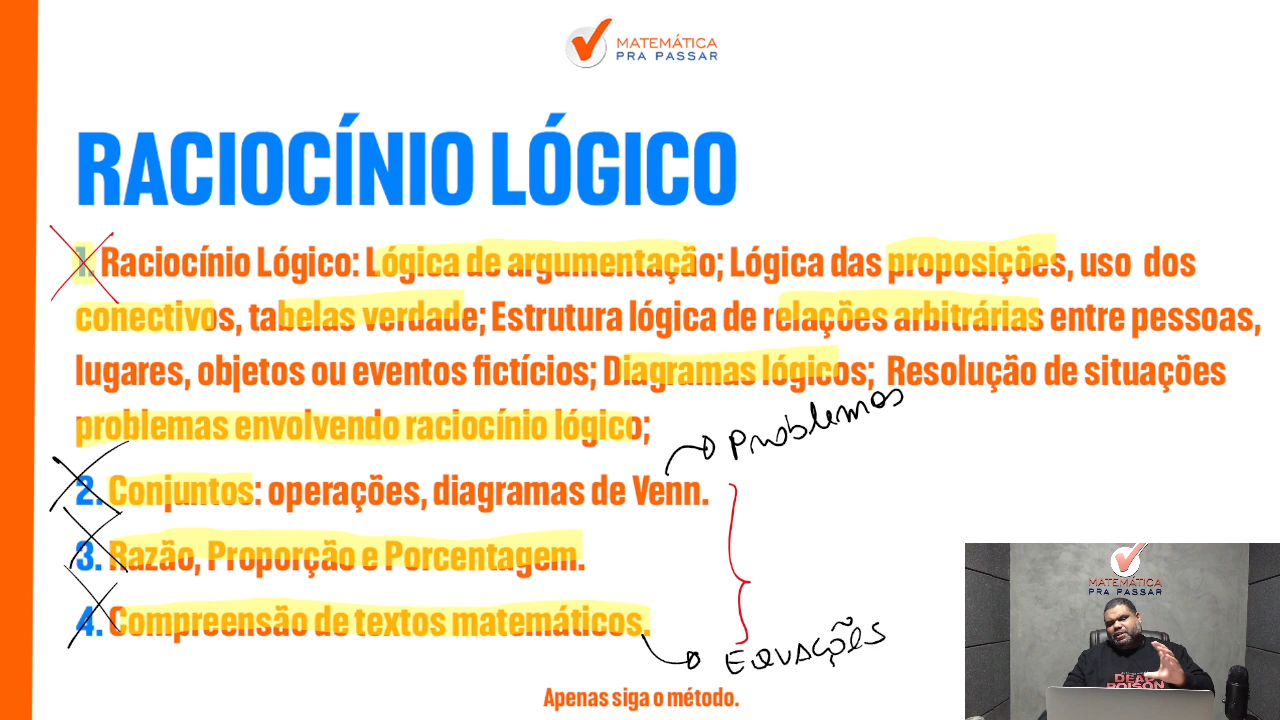 MATEMÁTICA
PRA PASSAR
RACIOCÍNIO LÓGICO
1. Raciocínio Lógico: Lógica de argumentação; Lógica das proposições, uso dos
conectivos, tabelas verdade; Estrutura lógica de relações arbitrárias entre pessoas,
lugares, objetos ou eventos fictícios; Diagramas lógicos; Resolução de situações
problemas envolvendo raciocínio lógico;
Problemas
2. Conjuntos: operações, diagramas de Venn.
3. Razão, Proporção e Porcentagem.
4. Compreensão de textos matemáticos.
EQUAÇÕES
Apenas siga o método.
MATEMÁTICA
PRA PASSAR
DEAD
POISON